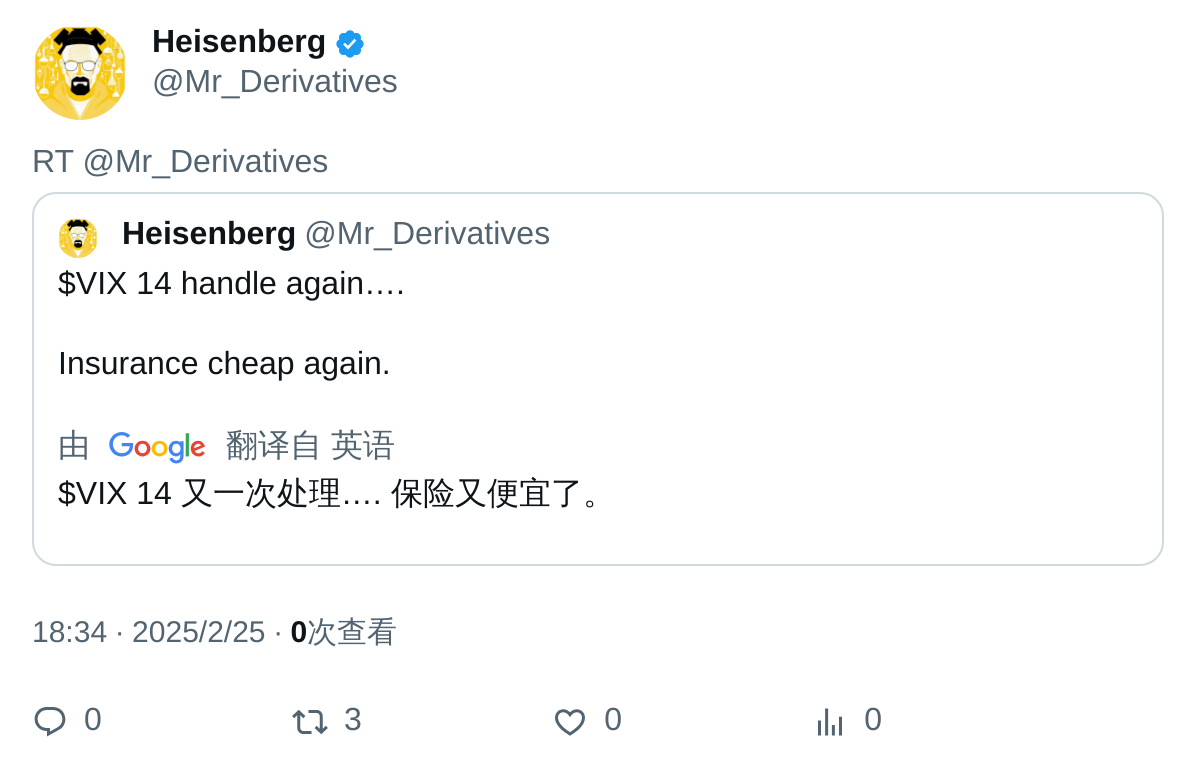 Heisenberg
@Mr_Derivatives
RT @Mr_Derivatives
Heisenberg @Mr_Derivatives
$VIX 14 handle again….
Insurance cheap again.
由 Google 翻译自 英语
$VIX 14 又一次处理…. 保险又便宜了。
18:34 · 2025/2/25 · 0次查看
0 3 0 0